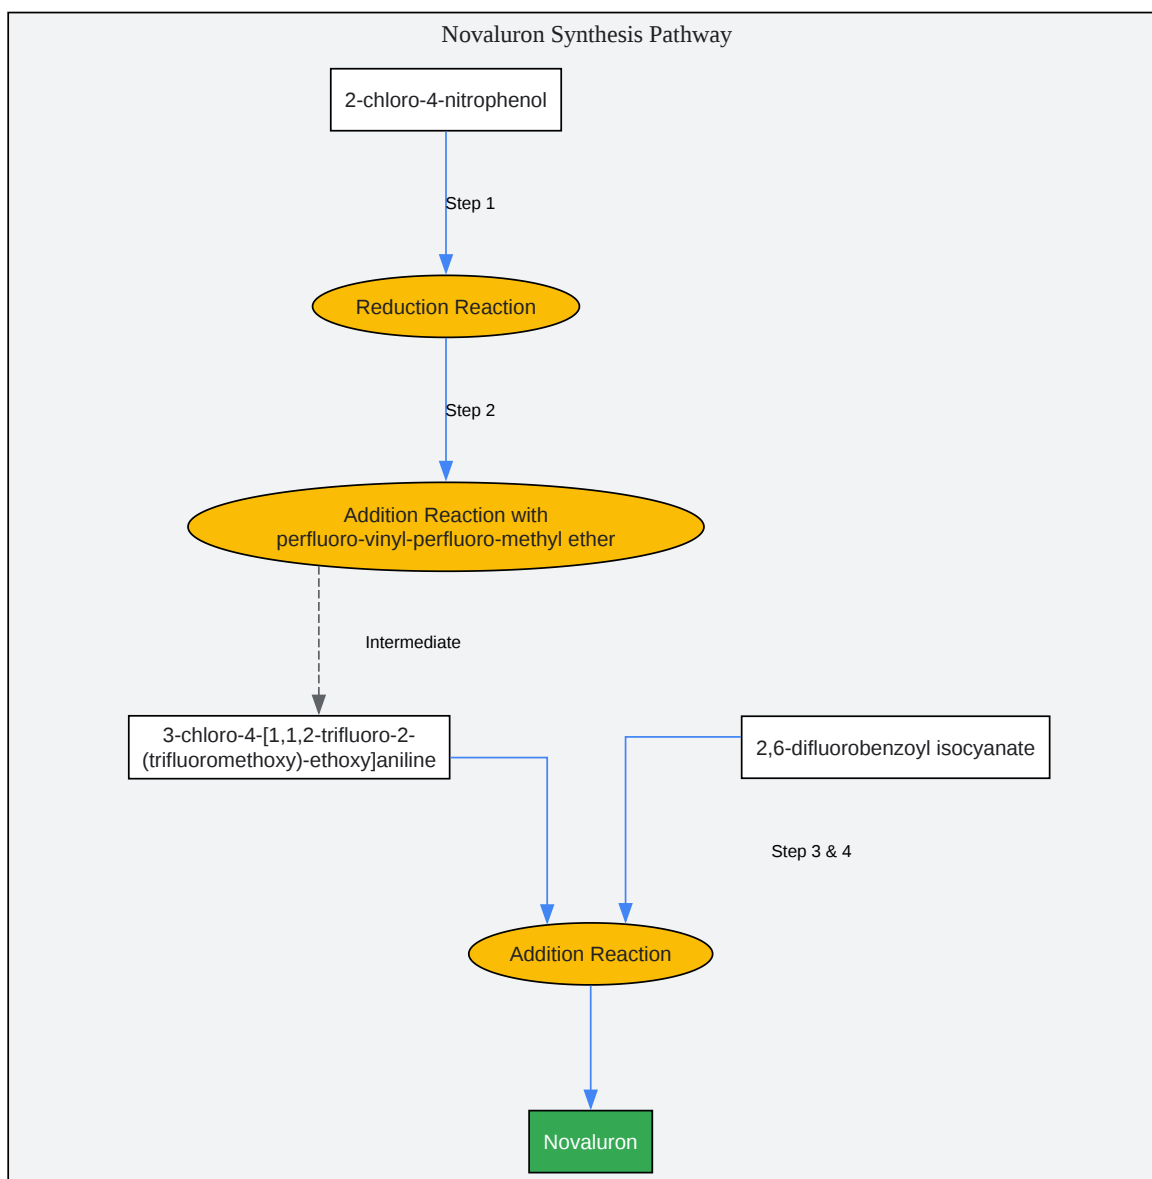 Novaluron Synthesis Pathway
2-chloro-4-nitrophenol
Step 1
Reduction Reaction
Step 2
Addition Reaction with
perfluoro-vinyl-perfluoro-methyl ether
Intermediate
3-chloro-4-[1,1,2-trifluoro-2-
(trifluoromethoxy)-ethoxy]aniline
2,6-difluorobenzoyl isocyanate
Step 3 & 4
Addition Reaction
Novaluron